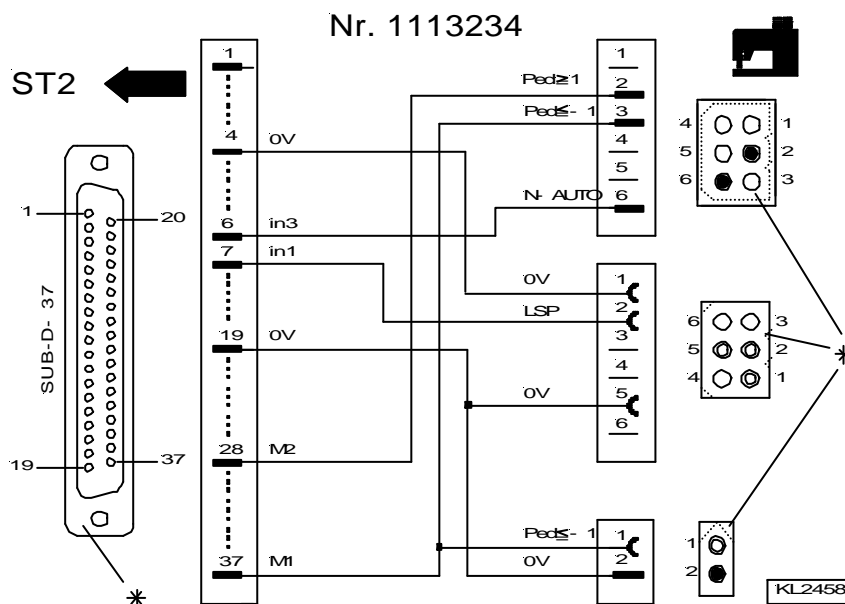 Nr. 1113234
ST2
1
4 0V
6 in3
7 in1
19 0V
28 M2
37 M1
1
Ped≥1 2
Ped≤- 1 3
4
5
N- AUTO 6
0V 1
LSP 2
3
4
0V 5
6
Ped≤- 1 1
0V 2
1 20
SUB-D- 37
19 37
4 1
5 2
6 3
6 3
5 2
4 1
1
2
KL2458